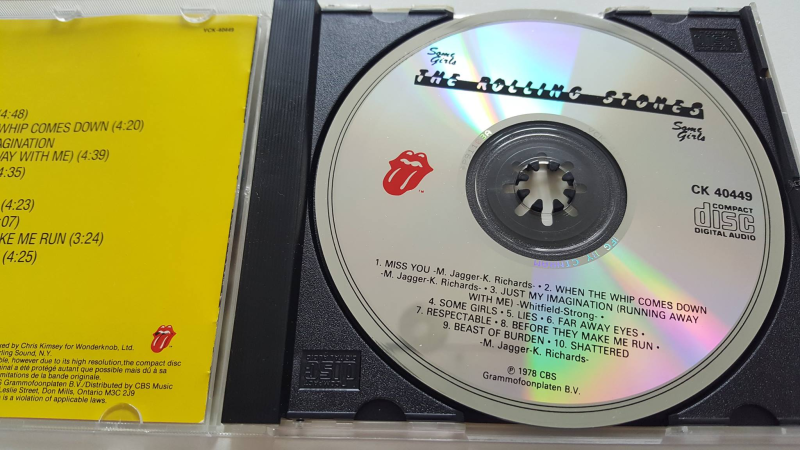 VCK 40449
4:48)
WHIP COMES DOWN (4:20)
AGINATION
WAY WITH ME) (4:39)
4:35)
(4:23)
:07)
KE ME RUN (3:24)
(4:25)
ed by Chris Kimsey for Wonderknob, Ltd.
rling Sound, N.Y.
ble, however due to its high resolution, the compact disc
ginal a été protégé autant que possible mais dû à sa
mitations de la bande originale.
S Grammofoonplaten B.V./Distributed by CBS Music
Leslie Street, Don Mills, Ontario M3C 2J9
n is a violation of applicable laws.
Some Girls
THE ROLLING STONES
Some Girls
TM
CK 40449
COMPACT
disc
DIGITAL AUDIO
1. MISS YOU -M. Jagger-K. Richards- • 2. WHEN THE WHIP COMES DOWN
-M. Jagger-K. Richards- • 3. JUST MY IMAGINATION (RUNNING AWAY
WITH ME) -Whitfield-Strong- •
4. SOME GIRLS • 5. LIES • 6. FAR AWAY EYES •
7. RESPECTABLE • 8. BEFORE THEY MAKE ME RUN •
9. BEAST OF BURDEN • 10. SHATTERED
-M. Jagger-K. Richards-
℗ 1978 CBS
Grammofoonplaten B.V.